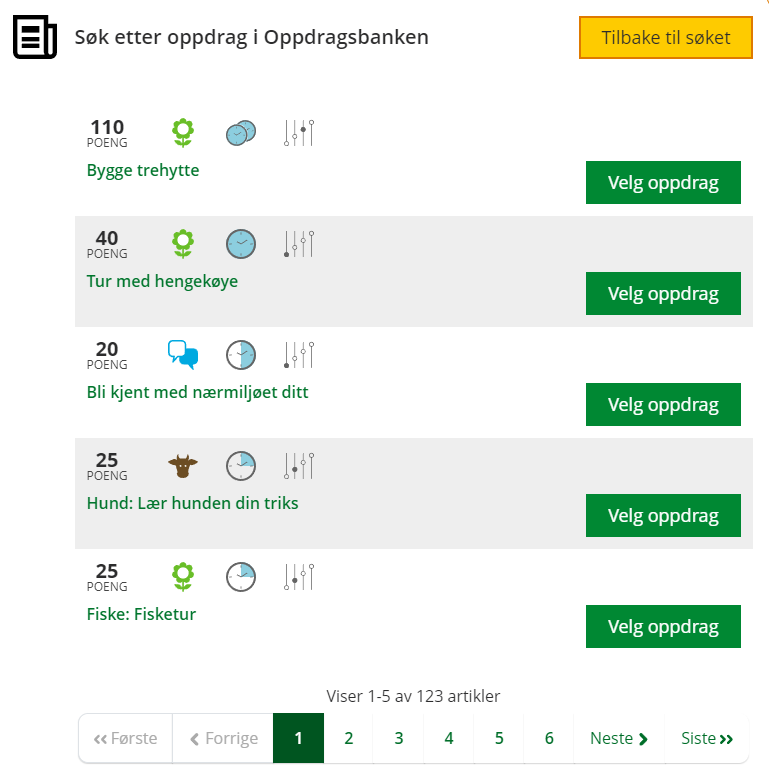 Søk etter oppdrag i Oppdragsbanken
Tilbake til søket
110
POENG
Bygge trehytte
Velg oppdrag
40
POENG
Tur med hengekøye
Velg oppdrag
20
POENG
Bli kjent med nærmiljøet ditt
Velg oppdrag
25
POENG
Hund: Lær hunden din triks
Velg oppdrag
25
POENG
Fiske: Fisketur
Velg oppdrag
Viser 1-5 av 123 artikler
Første Forrige 1 2 3 4 5 6 Neste Siste